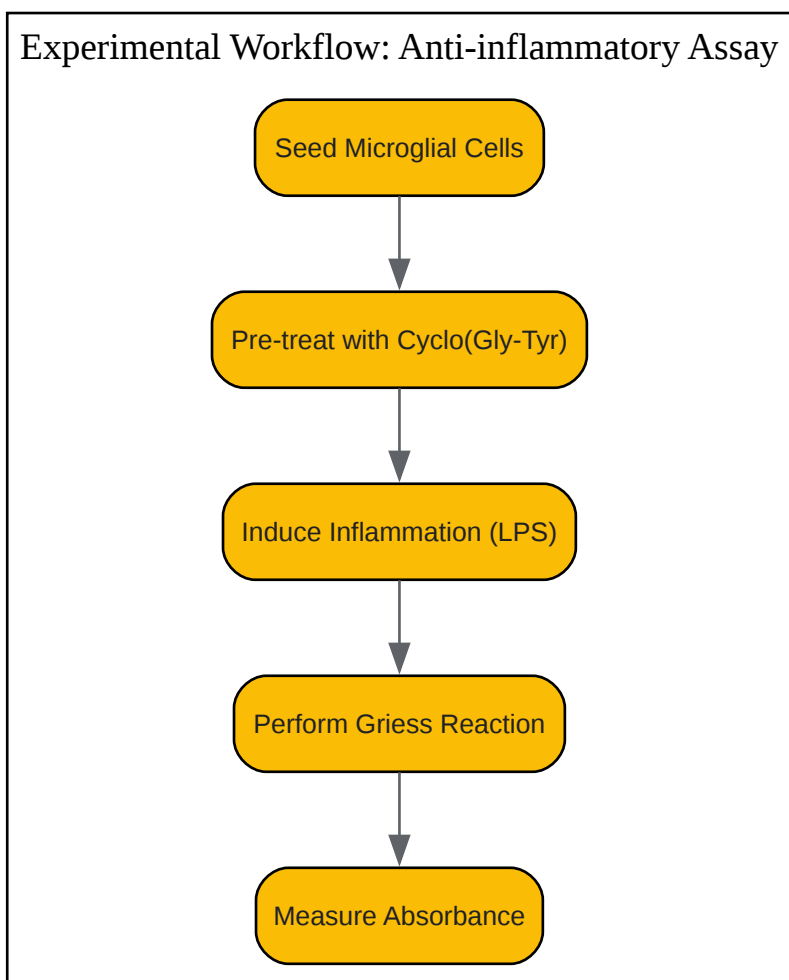 Experimental Workflow: Anti-inflammatory Assay
Seed Microglial Cells
Pre-treat with Cyclo(Gly-Tyr)
Induce Inflammation (LPS)
Perform Griess Reaction
Measure Absorbance